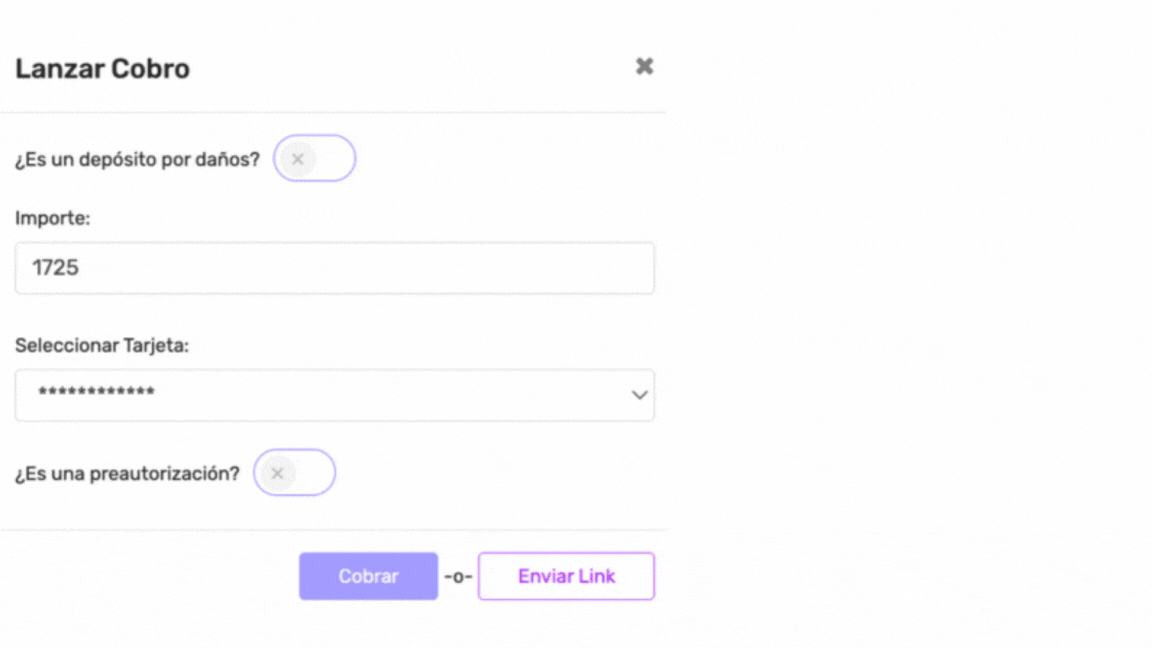 Lanzar Cobro
¿Es un depósito por daños?
Importe:
1725
Seleccionar Tarjeta:
************
¿Es una preautorización?
Cobrar -o- Enviar Link